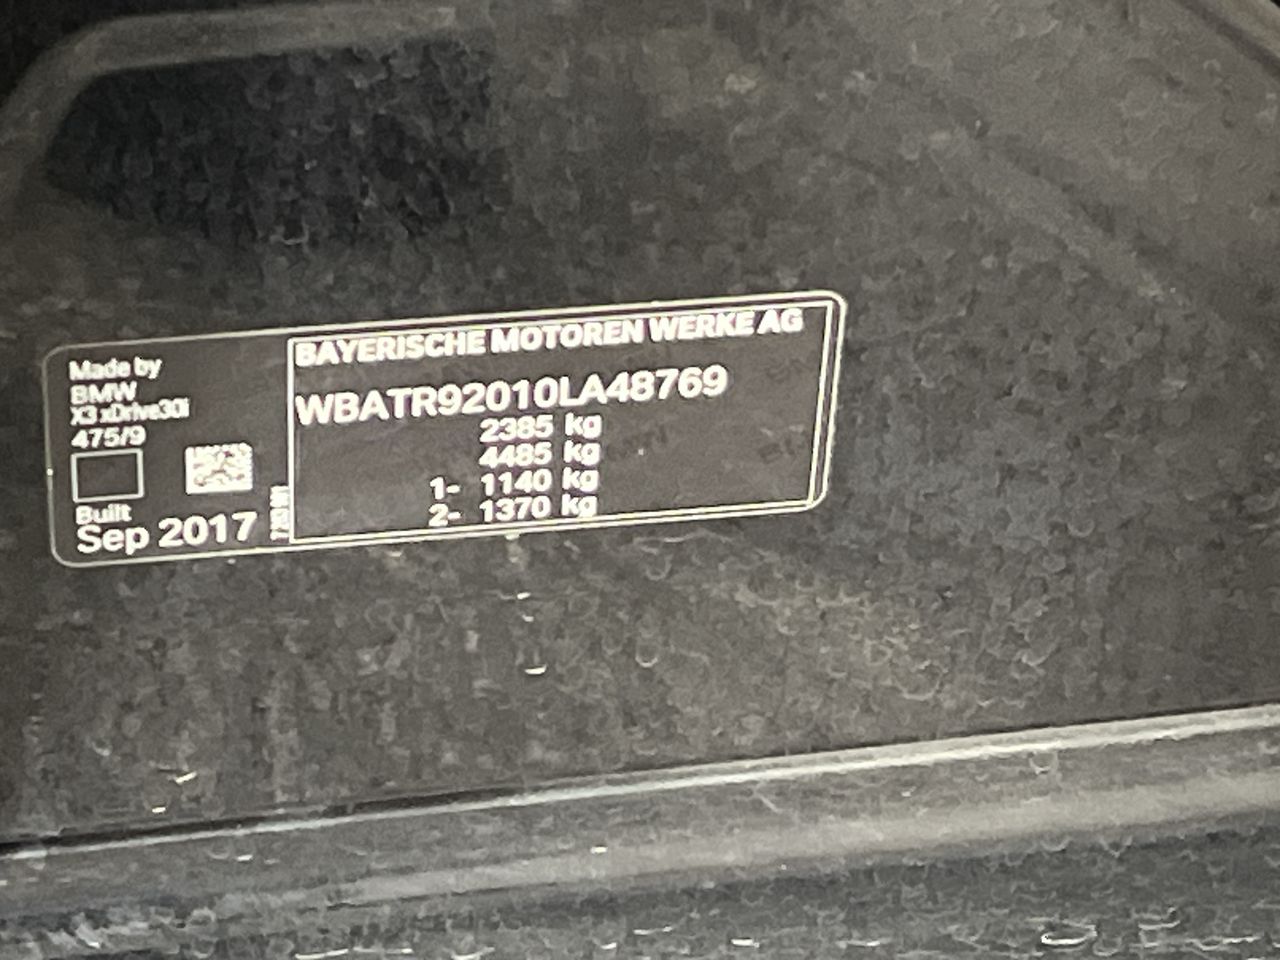 Made by
BMW
X3 xDrive30i
475/9
Built
Sep 2017
BAYERISCHE MOTOREN WERKE AG
WBATR92010LA48769
2385 kg
4485 kg
1- 1140 kg
2- 1370 kg